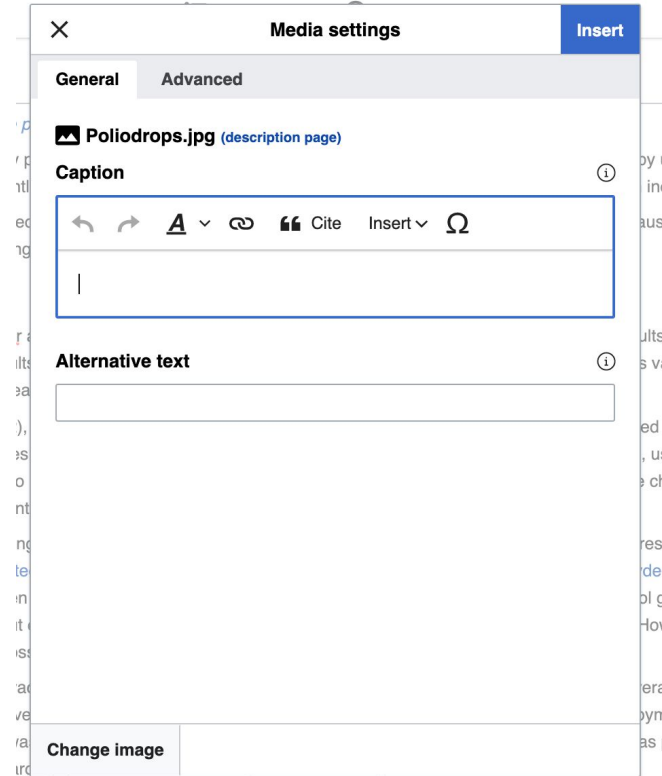 Media settings
Insert
General
Advanced
Poliodrops.jpg (description page)
Caption
A
Cite
Insert
Ω
Alternative text
Change image